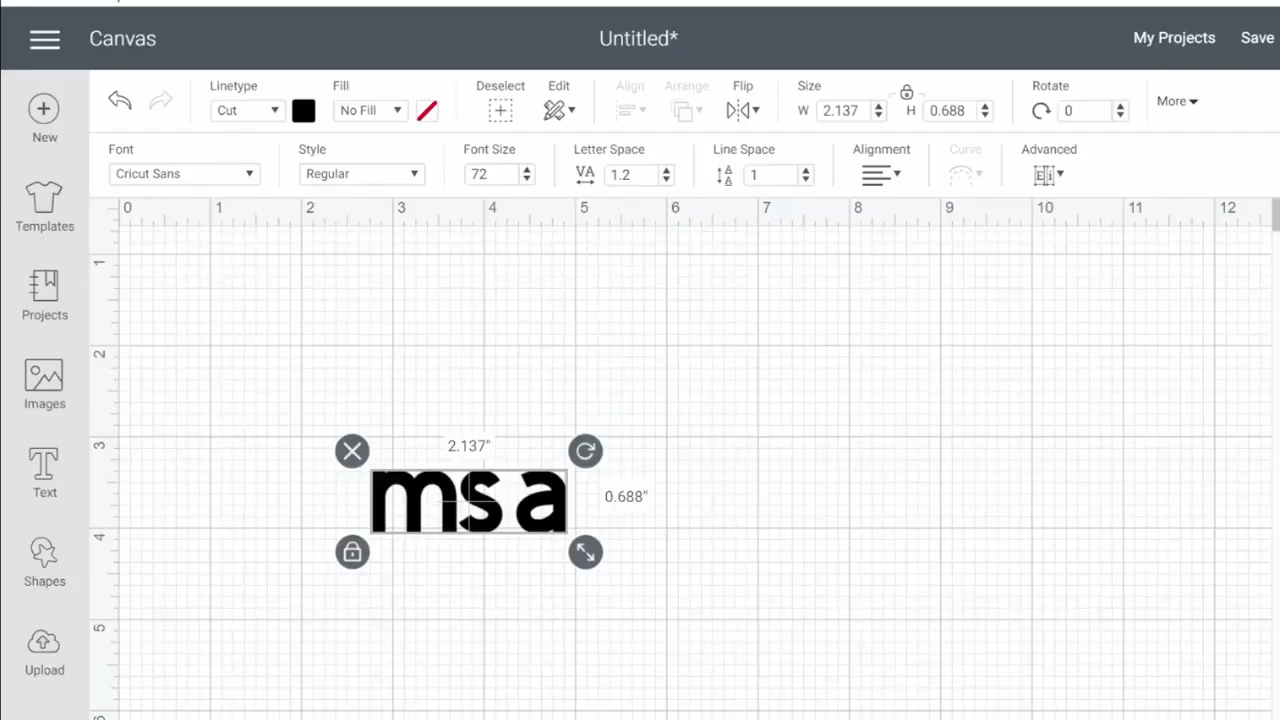 Canvas
Untitled*
My Projects
Save
Linetype
Fill
Deselect
Edit
Align
Arrange
Flip
Size
Rotate
Cut
No Fill
W 2.137
H 0.688
0
More
Font
Style
Font Size
Letter Space
Line Space
Alignment
Curve
Advanced
Cricut Sans
Regular
72
VA 1.2
1
0 1 2 3 4 5 6 7 8 9 10 11 12
New
Templates
Projects
Images
Text
Shapes
Upload
1
2
3
4
5
2.137"
ms a
0.688"